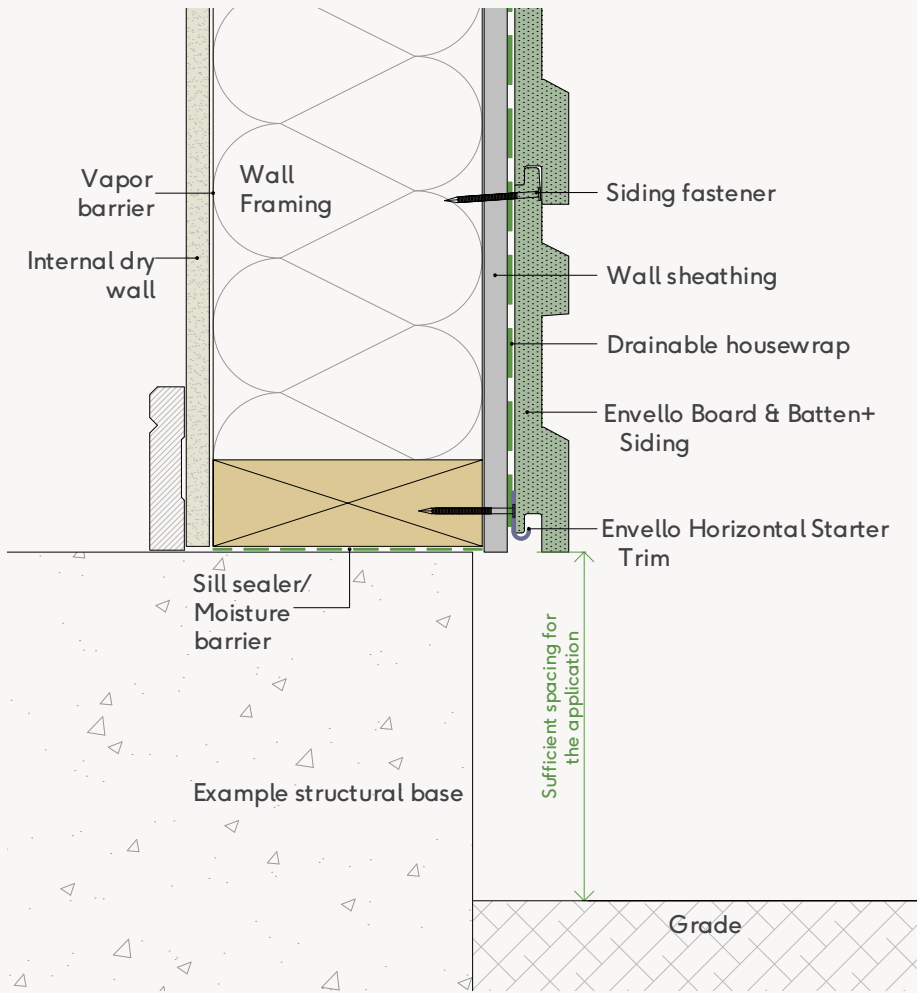 Vapor
barrier
Wall
Framing
Siding fastener
Internal dry
wall
Wall sheathing
Drainable housewrap
Envello Board & Batten+
Siding
Envello Horizontal Starter
Trim
Sill sealer/
Moisture
barrier
Sufficient spacing for
the application
Example structural base
Grade